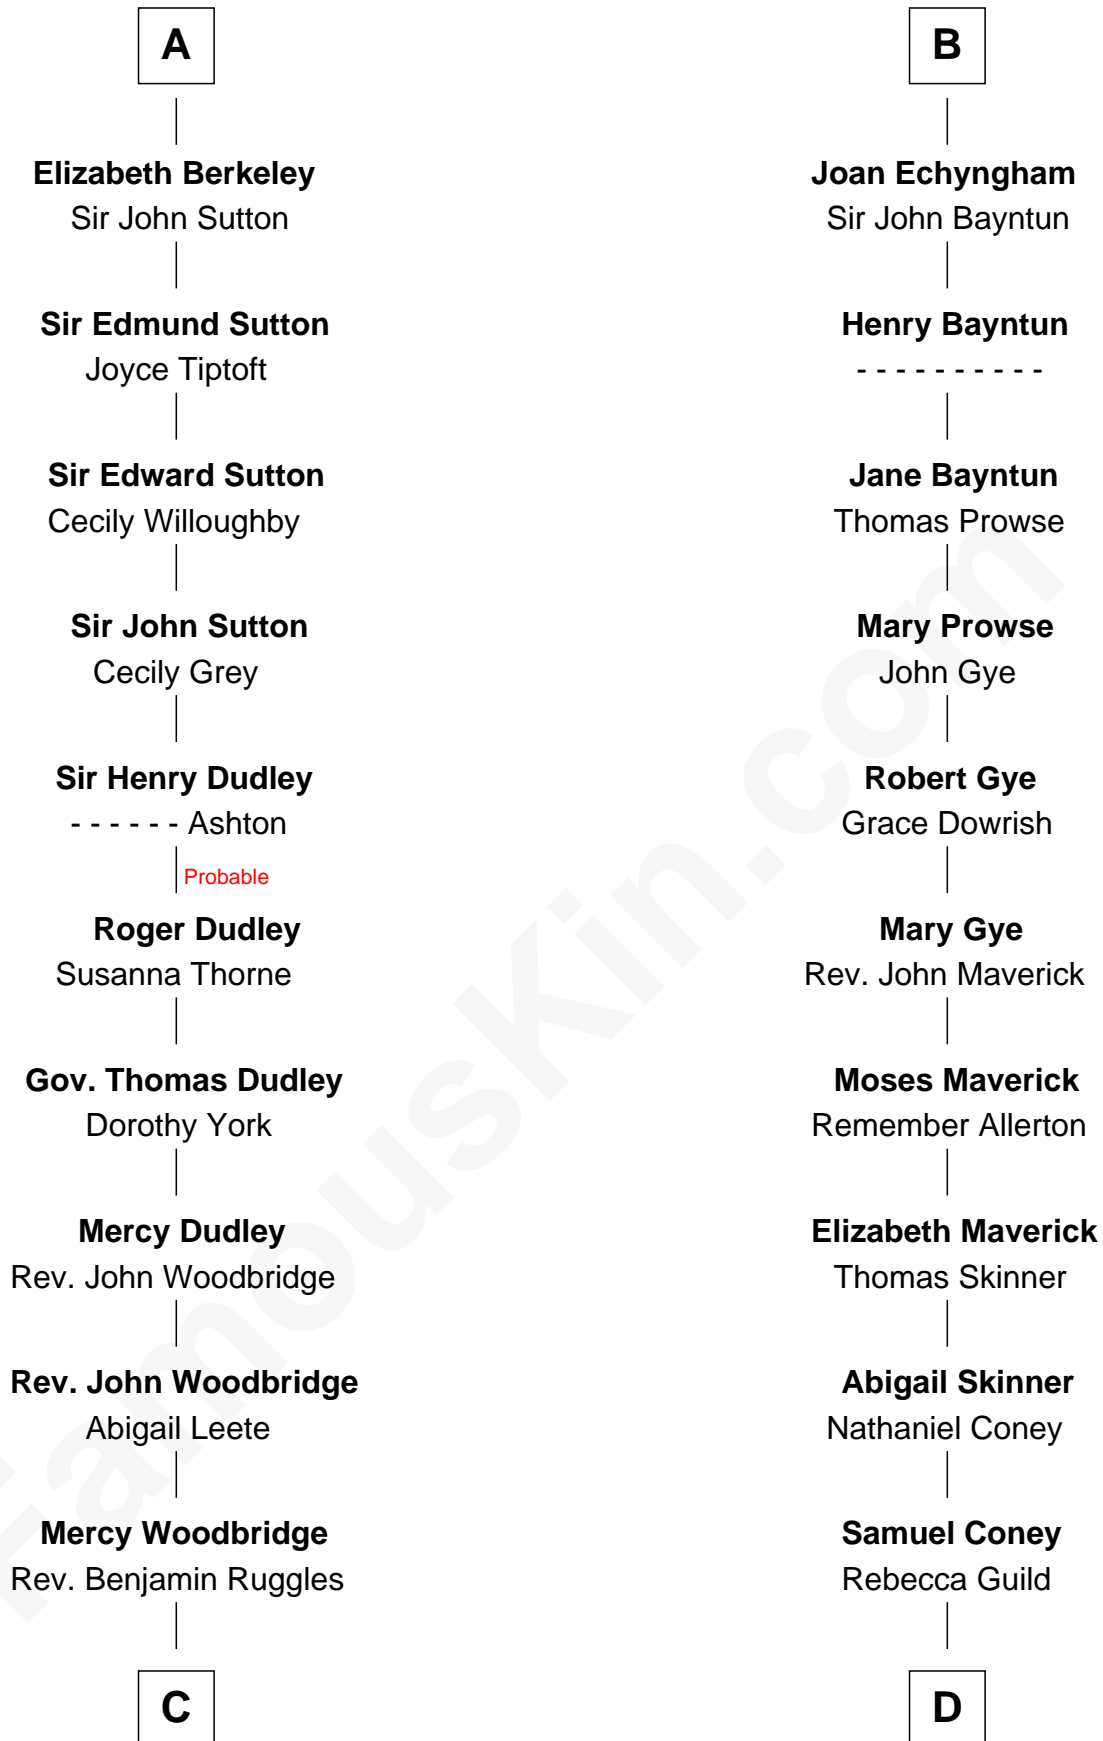 A
Elizabeth Berkeley
Sir John Sutton
Sir Edmund Sutton
Joyce Tiptoft
Sir Edward Sutton
Cecily Willoughby
Sir John Sutton
Cecily Grey
Sir Henry Dudley
- - - - - - Ashton
Probable
Roger Dudley
Susanna Thorne
Gov. Thomas Dudley
Dorothy York
Mercy Dudley
Rev. John Woodbridge
Rev. John Woodbridge
Abigail Leete
Mercy Woodbridge
Rev. Benjamin Ruggles
C
B
Joan Echyngham
Sir John Bayntun
Henry Bayntun
- - - - - - - - - -
Jane Bayntun
Thomas Prowse
Mary Prowse
John Gye
Robert Gye
Grace Dowrish
Mary Gye
Rev. John Maverick
Moses Maverick
Remember Allerton
Elizabeth Maverick
Thomas Skinner
Abigail Skinner
Nathaniel Coney
Samuel Coney
Rebecca Guild
D
FamousKin.com